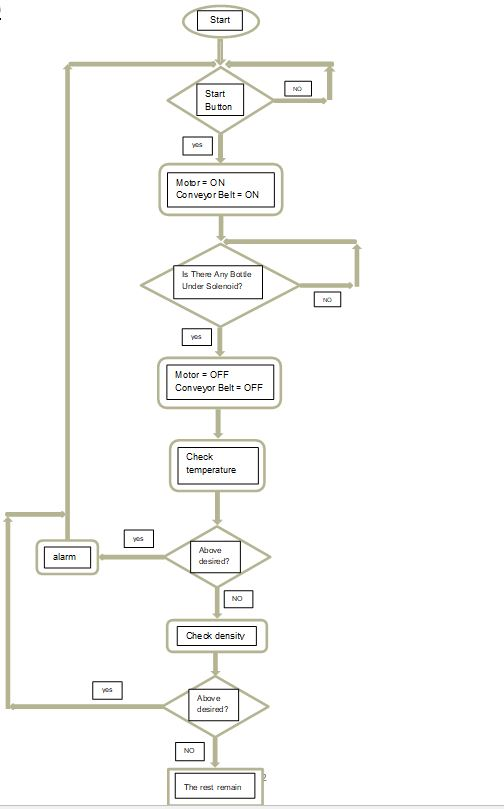 Start
Start
Button
NO
yes
Motor = ON
Conveyor Belt = ON
Is There Any Bottle
Under Solenoid?
NO
yes
Motor = OFF
Conveyor Belt = OFF
Check
temperature
yes
Above
desired?
alarm
NO
Check density
yes
Above
desired?
NO
2
The rest remain